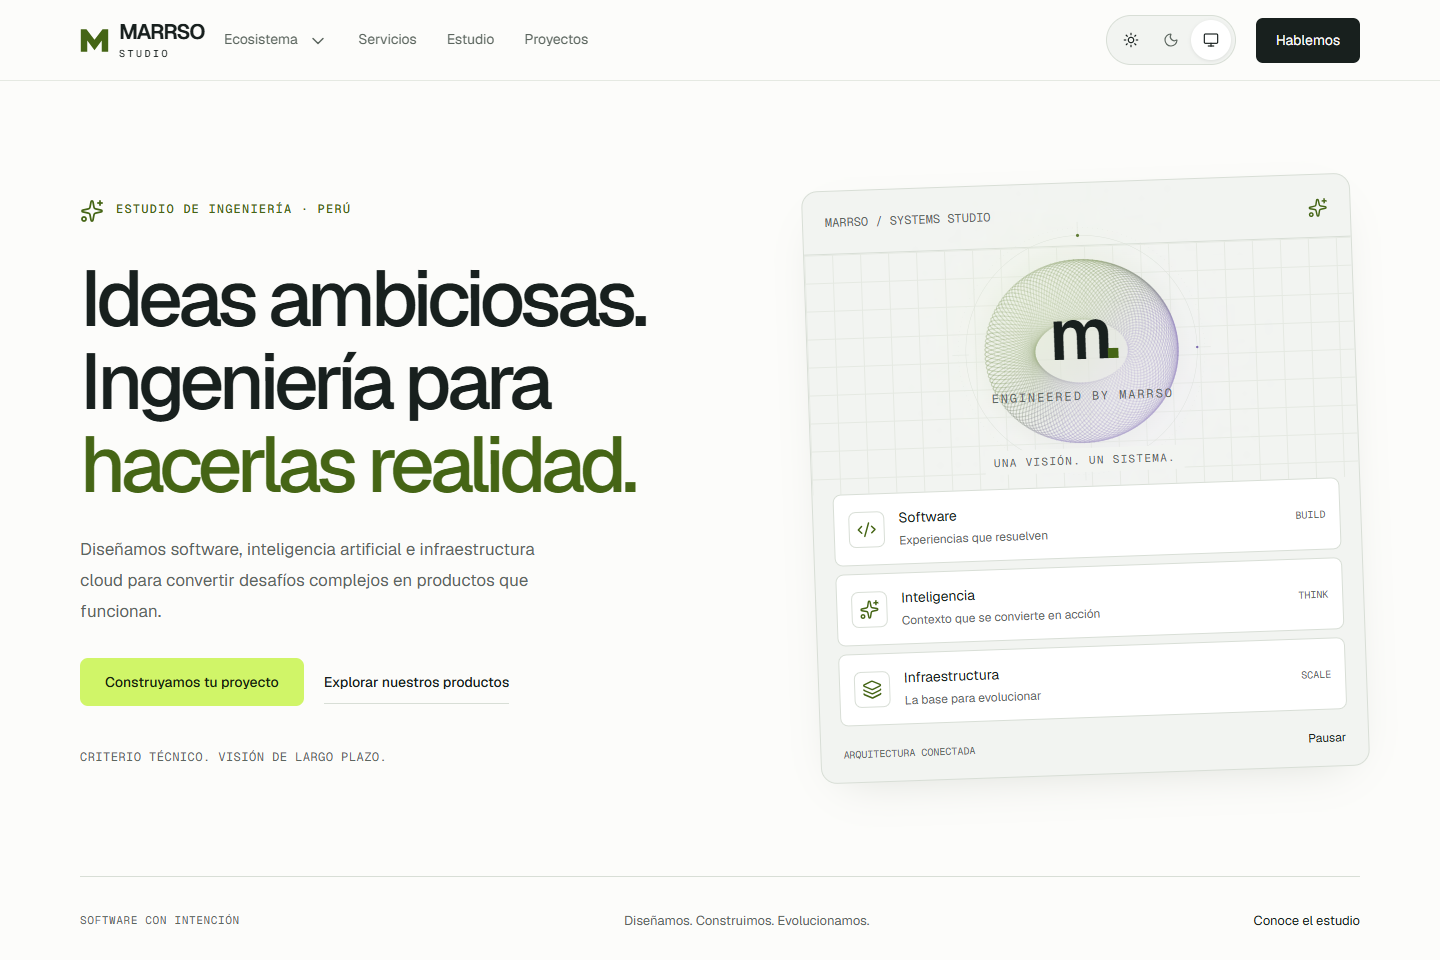 MARRSO
STUDIO
Ecosistema
Servicios
Estudio
Proyectos
Hablemos
ESTUDIO DE INGENIERÍA · PERÚ
Ideas ambiciosas.
Ingeniería para
hacerlas realidad.
Diseñamos software, inteligencia artificial e infraestructura
cloud para convertir desafíos complejos en productos que
funcionan.
Construyamos tu proyecto
Explorar nuestros productos
CRITERIO TÉCNICO. VISIÓN DE LARGO PLAZO.
MARRSO / SYSTEMS STUDIO
m.
ENGINEERED BY MARRSO
UNA VISIÓN. UN SISTEMA.
Software
Experiencias que resuelven
BUILD
Inteligencia
Contexto que se convierte en acción
THINK
Infraestructura
La base para evolucionar
SCALE
ARQUITECTURA CONECTADA
Pausar
SOFTWARE CON INTENCIÓN
Diseñamos. Construimos. Evolucionamos.
Conoce el estudio